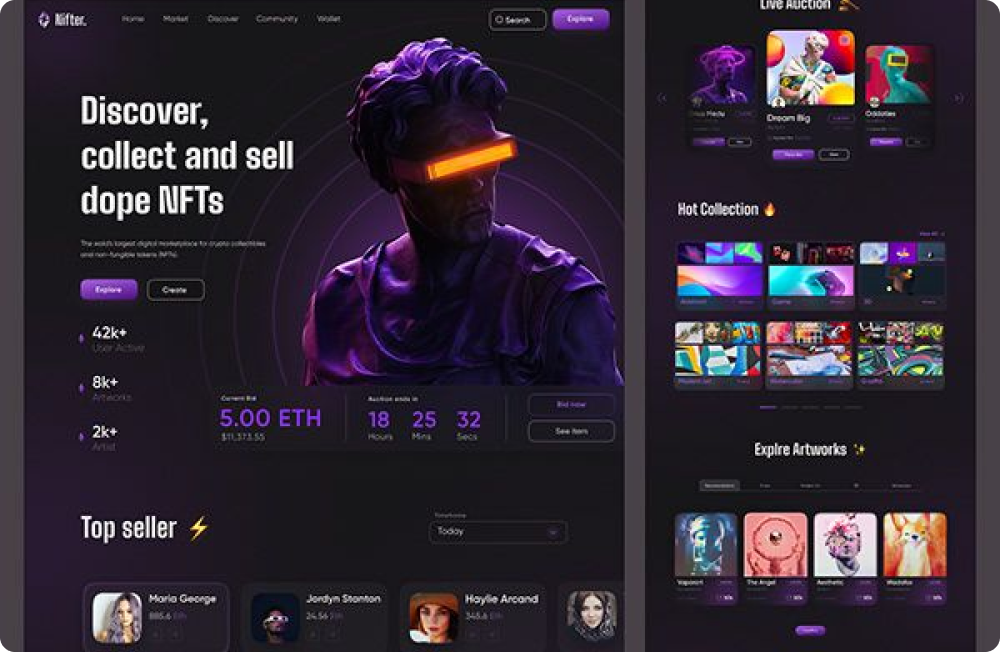 Nifter.
Home Market Discover Community Wallet
Search
Explore
Discover,
collect and sell
dope NFTs
The world's largest digital marketplace for crypto collectibles
and non-fungible tokens (NFTs).
Explore
Create
42k+
User Active
8k+
Artworks
2k+
Artist
Current Bid
5.00 ETH
$11,373.55
Auction ends in
18 25 32
Hours Mins Secs
Bid now
See item
Top seller ⚡
Timeframe
Today
Maria George
885.6 Eth
Jordyn Stanton
24.56 Eth
Haylie Arcand
345.6 Eth
Live Auction
Dream Big
Oddoties
Hot Collection 🔥
View All
Abstract
Game
3D
Modern art
Watercolor
Graffiti
Explre Artworks ✨
Vaporart
The Angel
Aesthetic
Wadafox